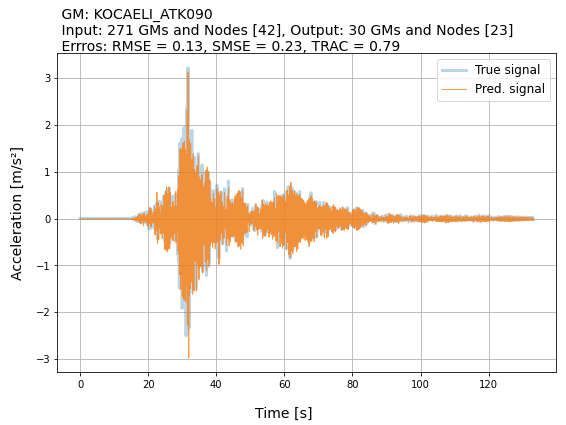 GM: KOCAELI_ATK090
Input: 271 GMs and Nodes [42], Output: 30 GMs and Nodes [23]
Errros: RMSE = 0.13, SMSE = 0.23, TRAC = 0.79
True signal
Pred. signal
Acceleration [m/s²]
3
2
1
0
−1
−2
−3
0 20 40 60 80 100 120
Time [s]